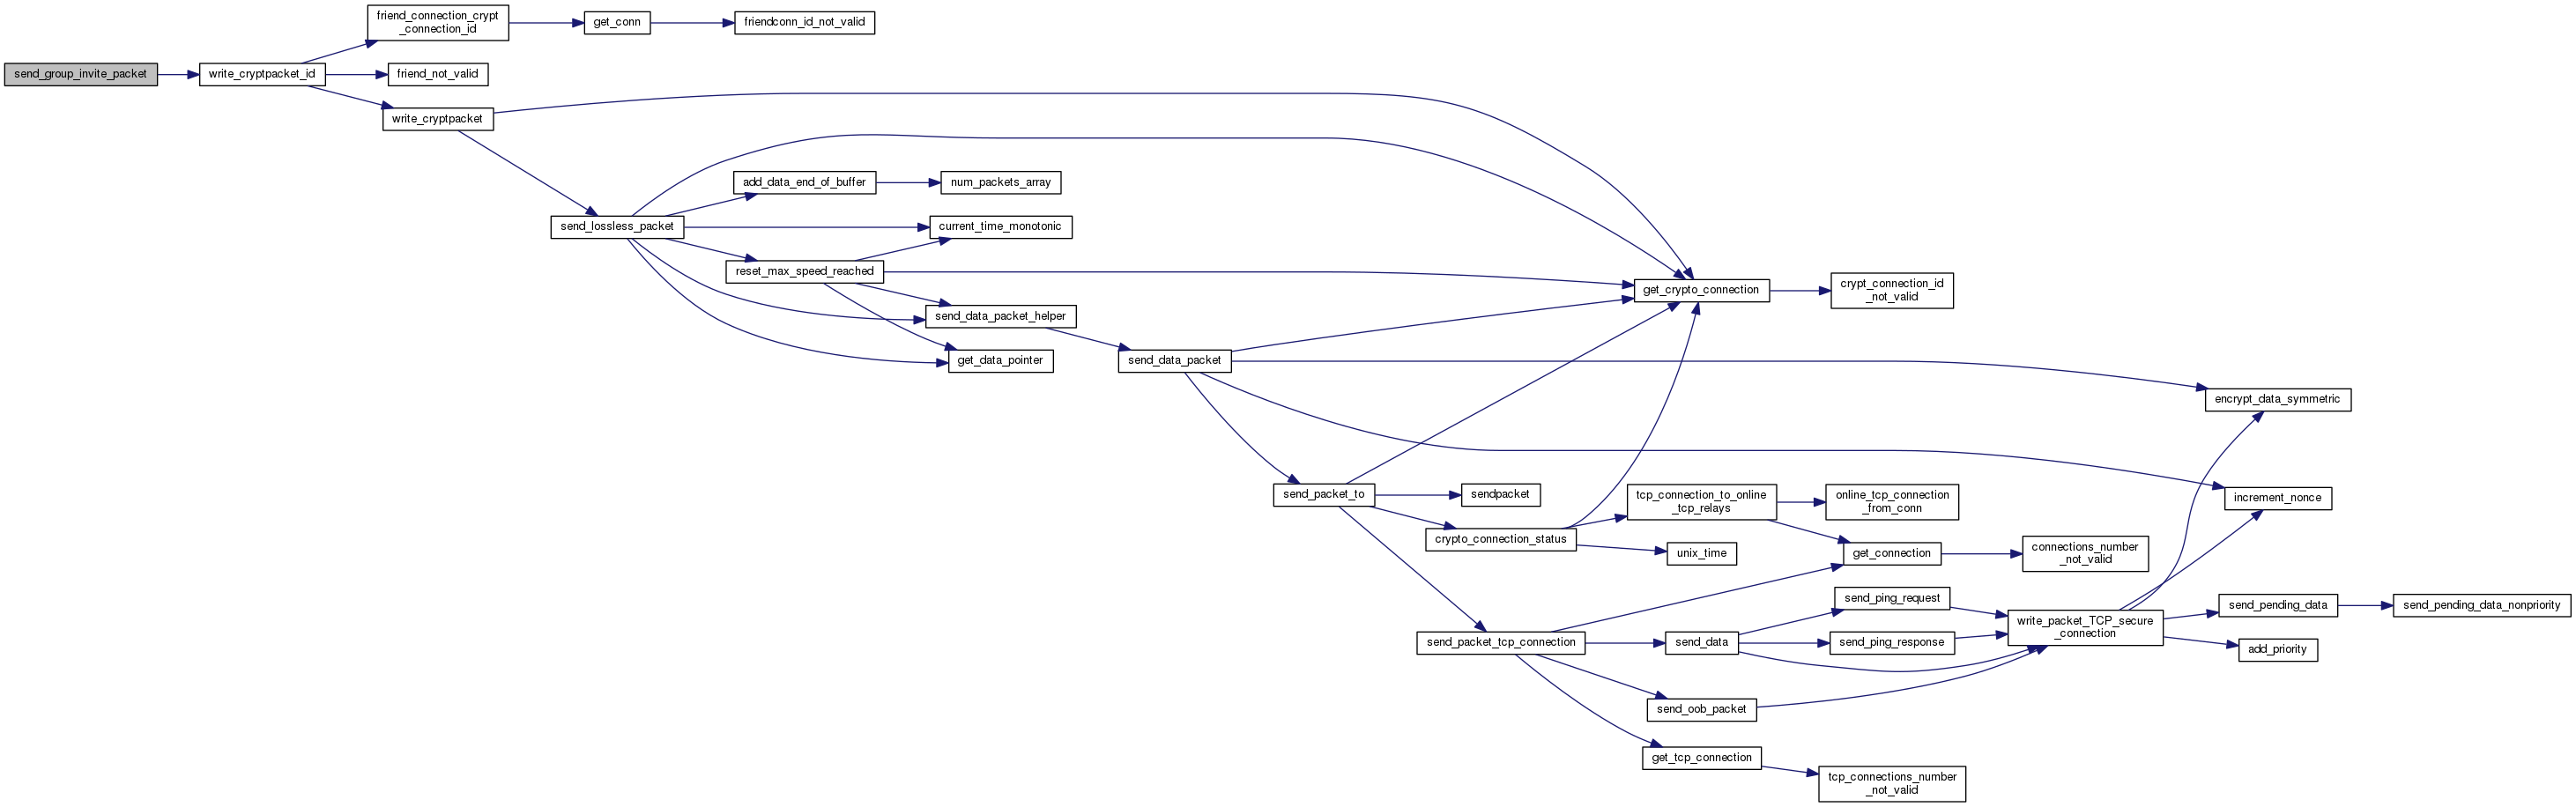 friend_connection_crypt
_connection_id
get_conn
friendconn_id_not_valid
send_group_invite_packet
write_cryptpacket_id
friend_not_valid
write_cryptpacket
add_data_end_of_buffer
num_packets_array
send_lossless_packet
current_time_monotonic
reset_max_speed_reached
get_crypto_connection
crypt_connection_id
_not_valid
send_data_packet_helper
send_data_packet
get_data_pointer
encrypt_data_symmetric
send_packet_to
sendpacket
tcp_connection_to_online
_tcp_relays
online_tcp_connection
_from_conn
increment_nonce
crypto_connection_status
unix_time
get_connection
connections_number
_not_valid
send_ping_request
write_packet_TCP_secure
_connection
send_pending_data
send_pending_data_nonpriority
send_packet_tcp_connection
send_data
send_ping_response
add_priority
send_oob_packet
get_tcp_connection
tcp_connections_number
_not_valid